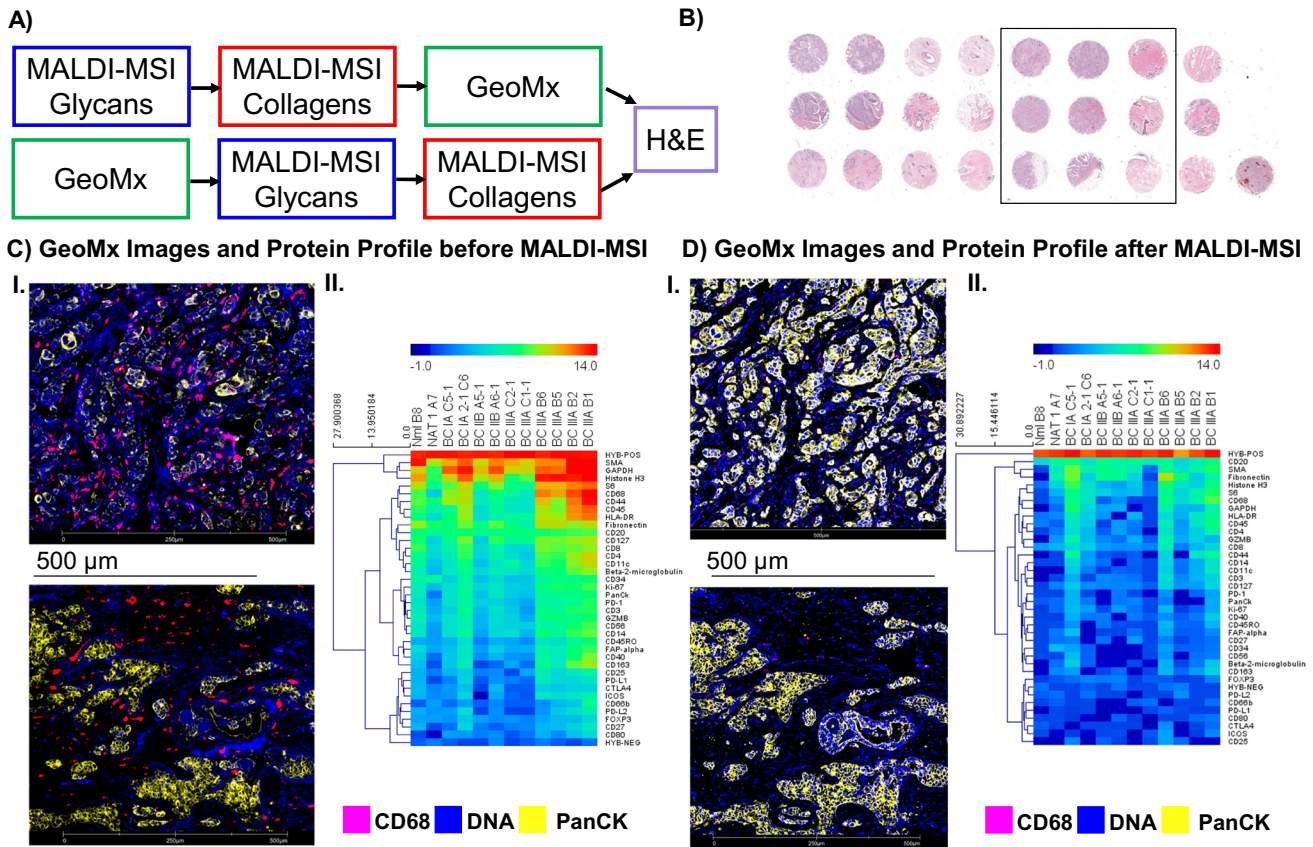 A)
MALDI-MSI
Glycans
MALDI-MSI
Collagens
GeoMx
H&E
GeoMx
MALDI-MSI
Glycans
MALDI-MSI
Collagens
B)
C) GeoMx Images and Protein Profile before MALDI-MSI
I.
250µm
500µm
500 µm
250µm
500µm
II.
-1.0
14.0
27.900368
13.950184
0.0
Nml B8
NAT 1 A7
BC IA C5-1
BC IA 2-1 C6
BC IIB A5-1
BC IIB A6-1
BC IIIA C2-1
BC IIIA C1-1
BC IIIA B6
BC IIIA B5
BC IIIA B2
BC IIIA B1
HYB-POS
SMA
GAPDH
Histone H3
S6
CD68
CD44
CD45
HLA-DR
Fibronectin
CD20
CD127
CD8
CD4
CD11c
Beta-2-microglobulin
CD34
Ki-67
PanCk
PD-1
CD3
GZMB
CD56
CD14
CD45RO
FAP-alpha
CD40
CD163
CD25
PD-L1
CTLA4
ICOS
CD66b
PD-L2
FOXP3
CD27
CD80
HYB-NEG
CD68
DNA
PanCK
D) GeoMx Images and Protein Profile after MALDI-MSI
I.
250µm
500µm
500 µm
250µm
500µm
II.
-1.0
14.0
30.892227
15.446114
0.0
Nml B8
NAT 1 A7
BC IA C5-1
BC IA 2-1 C6
BC IIB A5-1
BC IIB A6-1
BC IIIA C2-1
BC IIIA C1-1
BC IIIA B6
BC IIIA B5
BC IIIA B2
BC IIIA B1
HYB-POS
CD20
SMA
Fibronectin
Histone H3
S6
CD68
GAPDH
HLA-DR
CD45
CD4
GZMB
CD8
CD44
CD14
CD11c
CD3
CD127
PD-1
PanCk
Ki-67
CD40
CD45RO
FAP-alpha
CD27
CD34
CD56
Beta-2-microglobulin
CD163
FOXP3
HYB-NEG
PD-L2
CD66b
PD-L1
CD80
CTLA4
ICOS
CD25
CD68
DNA
PanCK